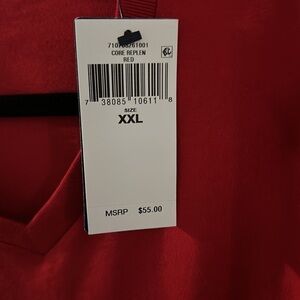 CORE REPLEN
RED
7 38085 10611 8
SIZE
XXL
MSRP $55.00